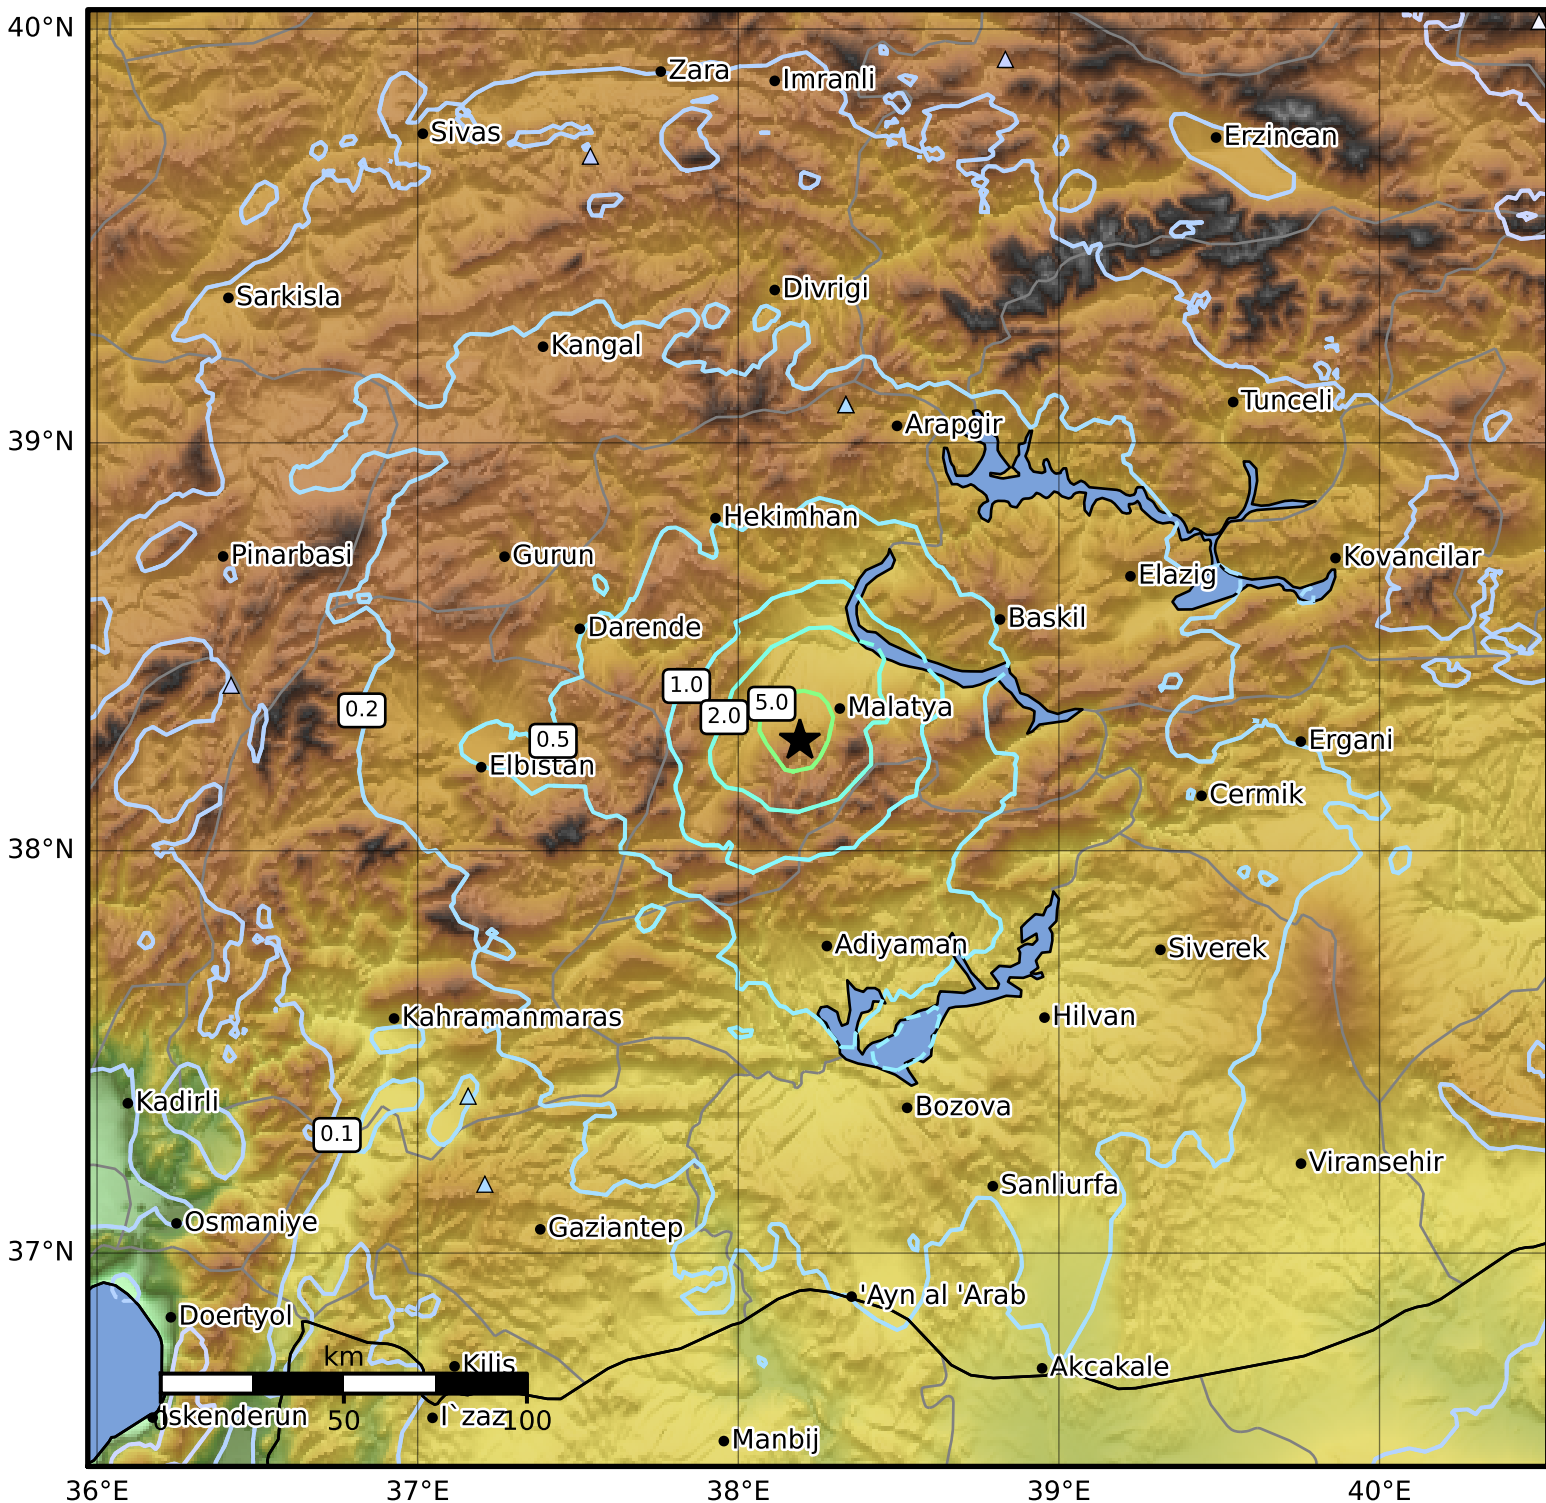 40°N
Zara
Imranli
Sivas
Erzincan
Divrigi
Sarkisla
Kangal
Tunceli
Arapgir
39°N
Hekimhan
Pinarbasi
Gurun
Kovancilar
Elazig
Baskil
Darende
1.0
5.0
0.2
2.0
Malatya
0.5
Ergani
Elbistan
Cermik
38°N
Adiyaman
Siverek
Kahramanmaras
Hilvan
Kadirli
Bozova
0.1
Viransehir
Sanliurfa
Osmaniye
Gaziantep
37°N
'Ayn al 'Arab
Doertyol
km
Kilis
Akcakale
Iskenderun
0
50
I`zaz
100
Manbij
36°E
37°E
38°E
39°E
40°E